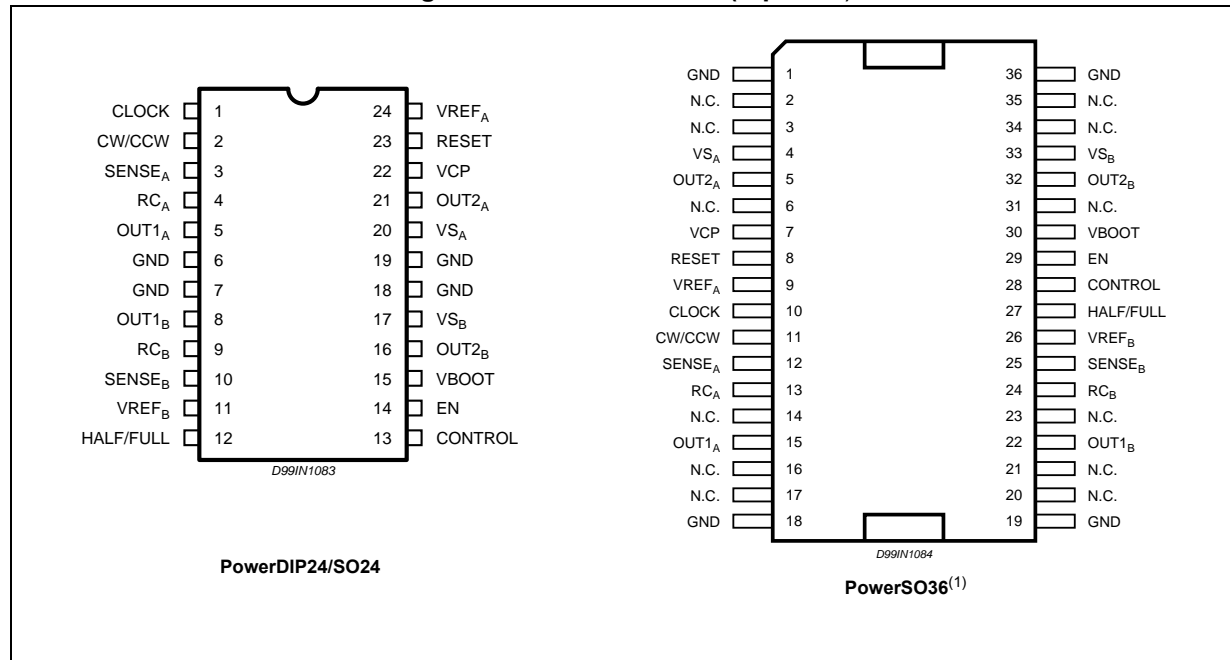 CLOCK 1 24 VREFA
CW/CCW 2 23 RESET
SENSEA 3 22 VCP
RCA 4 21 OUT2A
OUT1A 5 20 VSA
GND 6 19 GND
GND 7 18 GND
OUT1B 8 17 VSB
RCB 9 16 OUT2B
SENSEB 10 15 VBOOT
VREFB 11 14 EN
HALF/FULL 12 13 CONTROL
D99IN1083
PowerDIP24/SO24
GND 1 36 GND
N.C. 2 35 N.C.
N.C. 3 34 N.C.
VSA 4 33 VSB
OUT2A 5 32 OUT2B
N.C. 6 31 N.C.
VCP 7 30 VBOOT
RESET 8 29 EN
VREFA 9 28 CONTROL
CLOCK 10 27 HALF/FULL
CW/CCW 11 26 VREFB
SENSEA 12 25 SENSEB
RCA 13 24 RCB
N.C. 14 23 N.C.
OUT1A 15 22 OUT1B
N.C. 16 21 N.C.
N.C. 17 20 N.C.
GND 18 19 GND
D99IN1084
PowerSO36(1)